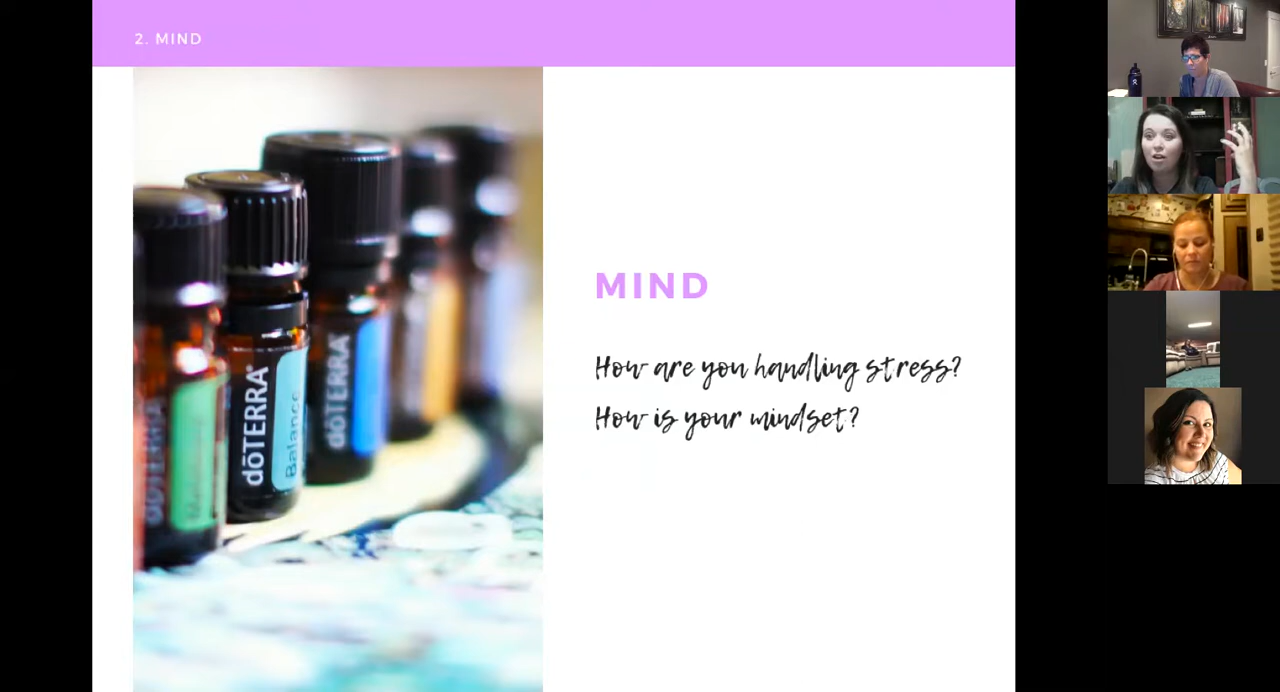 2. MIND
MIND
How are you handling stress?
How is your mindset?
dōTERRA
Balance
dōTERRA
dōTERRA